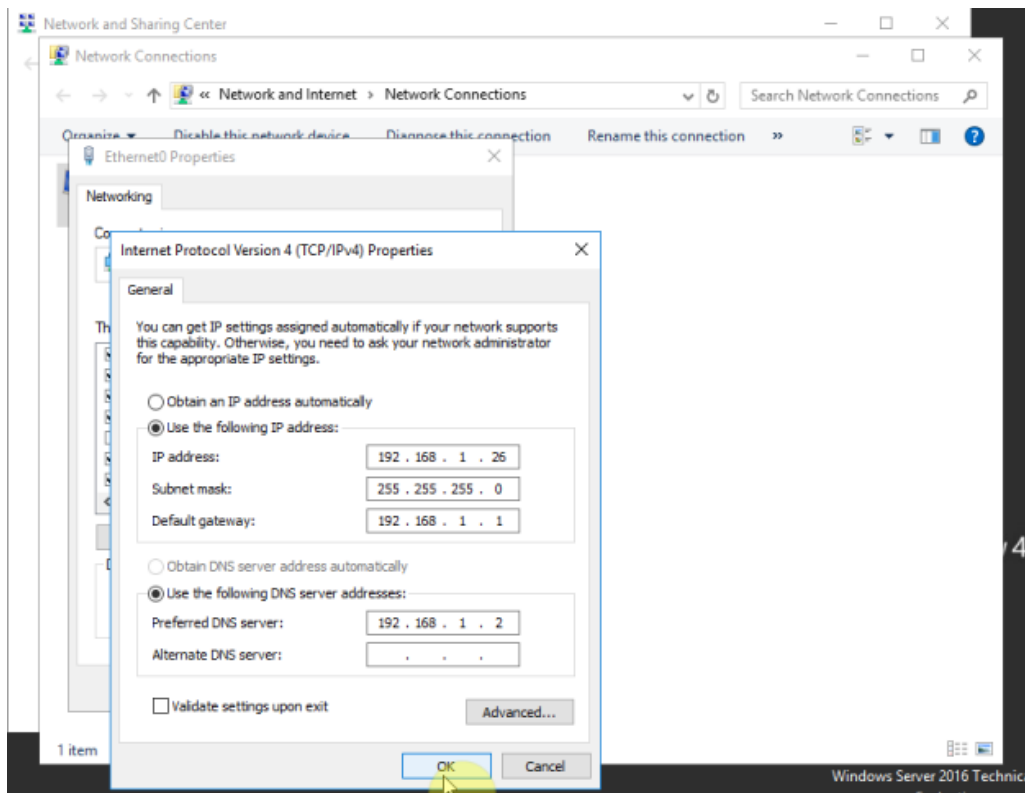 Network and Sharing Center
Network Connections
« Network and Internet > Network Connections
Search Network Connections
Organize Disable this network device Diagnose this connection Rename this connection »
Ethernet0 Properties
Networking
Internet Protocol Version 4 (TCP/IPv4) Properties
General
You can get IP settings assigned automatically if your network supports
this capability. Otherwise, you need to ask your network administrator
for the appropriate IP settings.
Obtain an IP address automatically
Use the following IP address:
IP address: 192 . 168 . 1 . 26
Subnet mask: 255 . 255 . 255 . 0
Default gateway: 192 . 168 . 1 . 1
Obtain DNS server address automatically
Use the following DNS server addresses:
Preferred DNS server: 192 . 168 . 1 . 2
Alternate DNS server: . . .
Validate settings upon exit
Advanced...
OK Cancel
1 item
Windows Server 2016 Technic